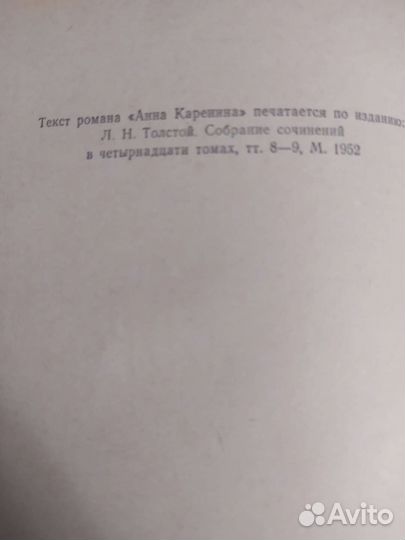 Текст романа «Анна Каренина» печатается по изданию:
Л. Н. Толстой. Собрание сочинений
в четырнадцати томах, тт. 8—9, М. 1952
Avito